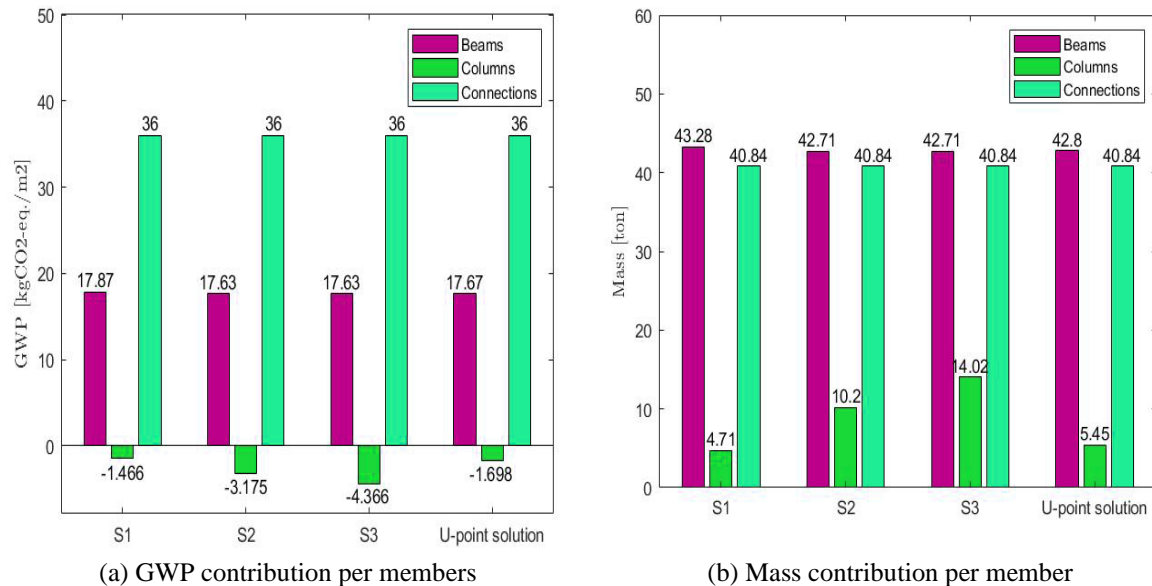 50
40
30
20
10
0
GWP [kgCO2-eq./m2]
Beams
Columns
Connections
17.87
-1.466
36
17.63
-3.175
36
17.63
-4.366
36
17.67
-1.698
36
S1
S2
S3
U-point solution
(a) GWP contribution per members
60
50
40
30
20
10
0
Mass [ton]
Beams
Columns
Connections
43.28
4.71
40.84
42.71
10.2
40.84
42.71
14.02
40.84
42.8
5.45
40.84
S1
S2
S3
U-point solution
(b) Mass contribution per member